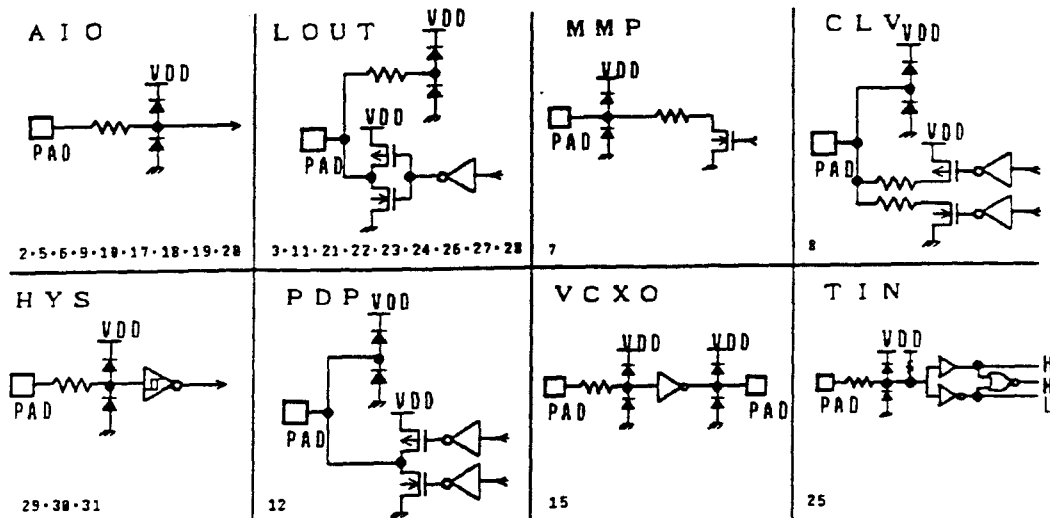 AIO
VDD
PAD
2·5·6·9·10·17·18·19·20
LOUT
VDD
VDD
PAD
3·11·21·22·23·24·26·27·28
MMP
VDD
PAD
7
CLV
VDD
VDD
PAD
8
HYS
VDD
PAD
29·30·31
PDP
VDD
VDD
PAD
12
VCXO
VDD
VDD
PAD
PAD
15
TIN
VDD
PAD
H
M
L
25